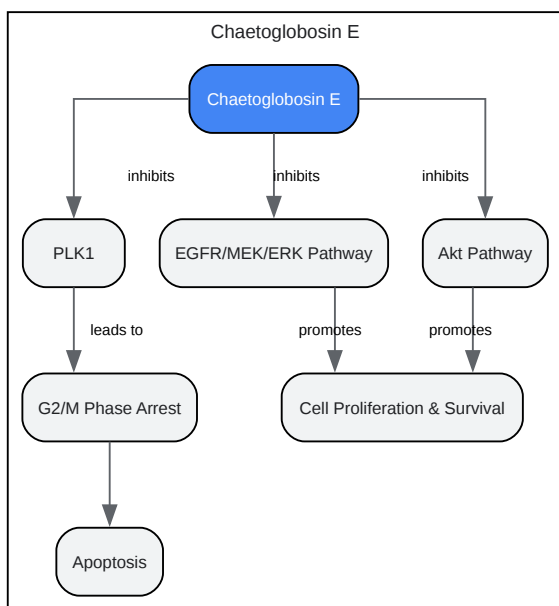 Chaetoglobosin E
Chaetoglobosin E
inhibits
inhibits
inhibits
PLK1
EGFR/MEK/ERK Pathway
Akt Pathway
leads to
promotes
promotes
G2/M Phase Arrest
Cell Proliferation & Survival
Apoptosis